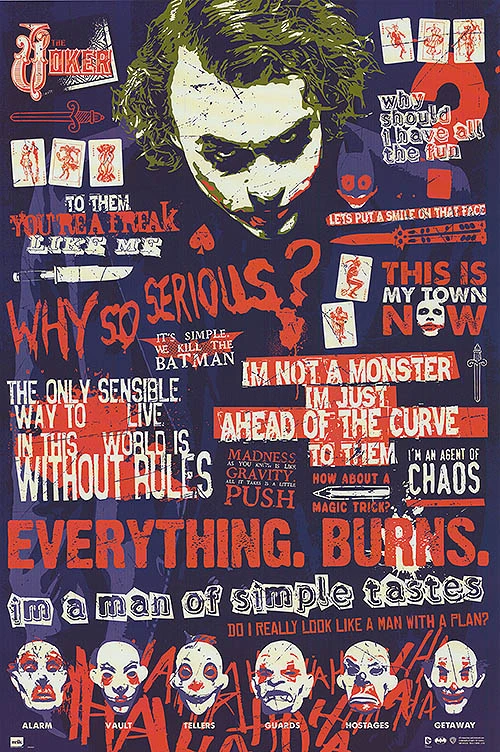 THE
JOKER
why
should
i have all
the fun
?
TO THEM
YOU'RE A FREAK
LIKE ME
LETS PUT A SMILE ON THAT FACE
WHY SO SERIOUS?
THIS IS
MY TOWN
NOW
IT'S SIMPLE.
WE KILL THE
BATMAN
IM NOT A MONSTER
IM JUST
AHEAD OF THE CURVE
TO THEM
THE ONLY SENSIBLE
WAY TO LIVE
IN THIS WORLD IS
WITHOUT RULES
MADNESS
AS YOU KNOW, IS LIKE
GRAVITY
ALL IT TAKES IS A LITTLE
PUSH
HOW ABOUT A
MAGIC TRICK?
I'M AN AGENT OF
CHAOS
EVERYTHING. BURNS.
im a man of simple tastes
DO I REALLY LOOK LIKE A MAN WITH A PLAN?
ALARM
VAULT
TELLERS
GUARDS
HOSTAGES
GETAWAY
erik